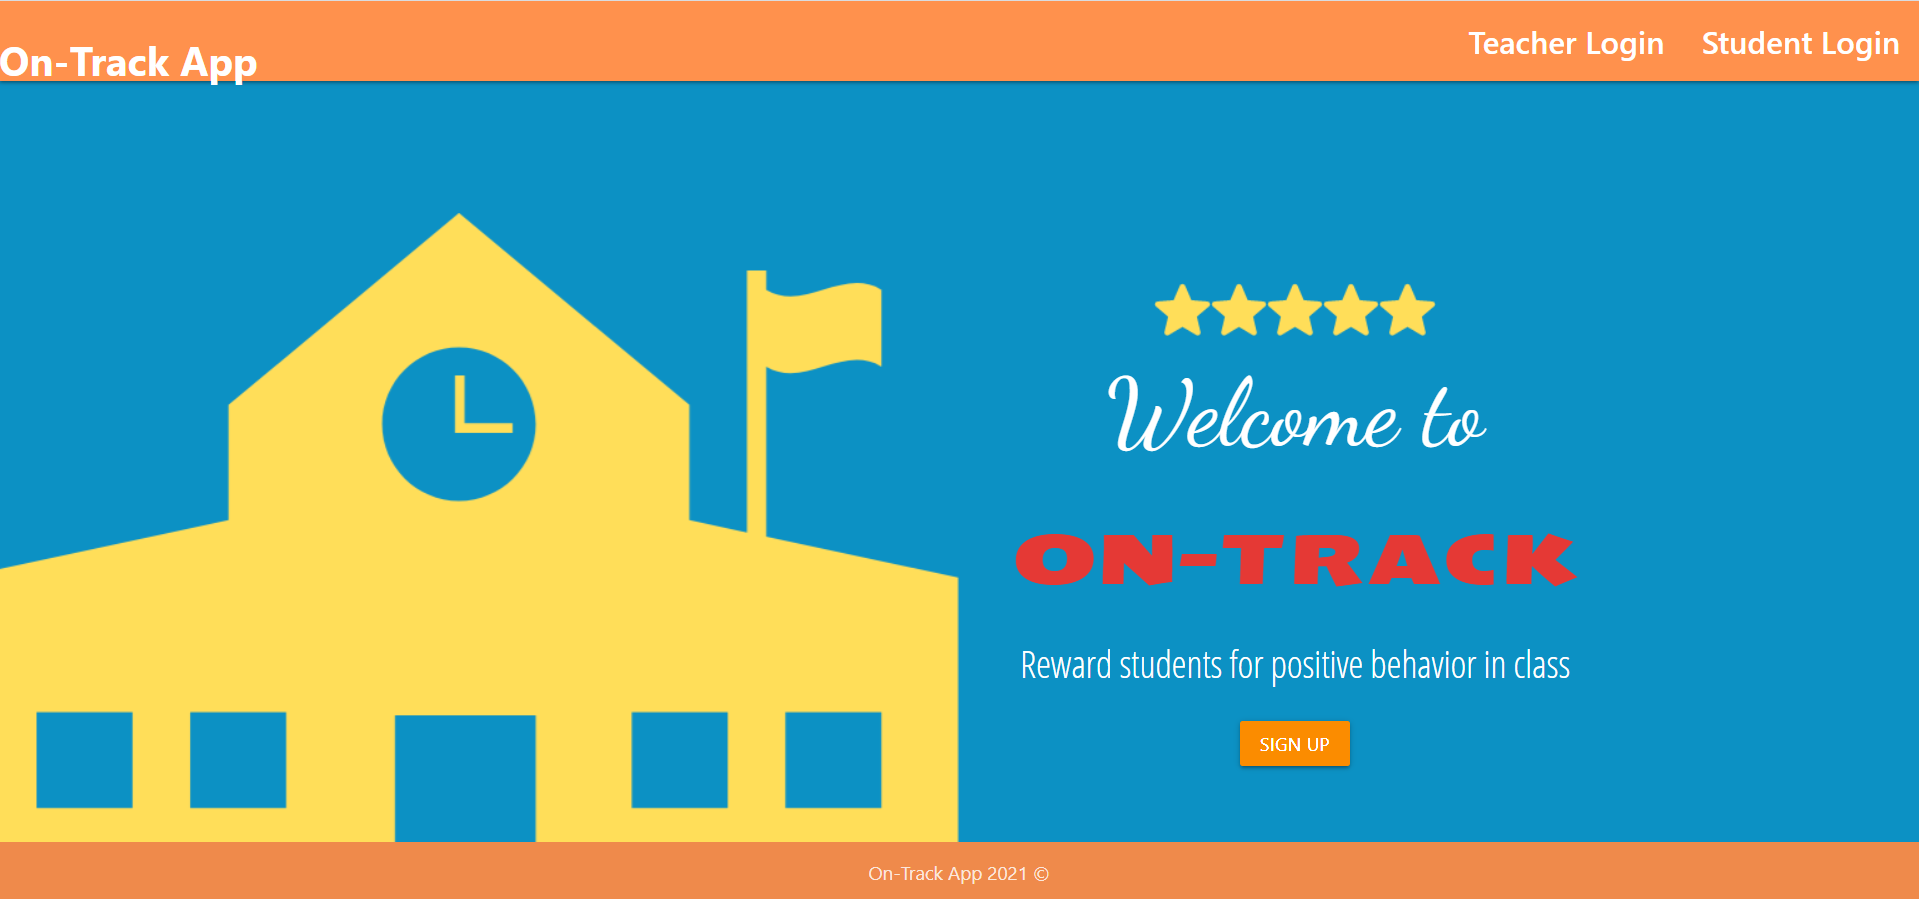 On-Track App
Teacher Login
Student Login
Welcome to
ON-TRACK
Reward students for positive behavior in class
SIGN UP
On-Track App 2021 ©